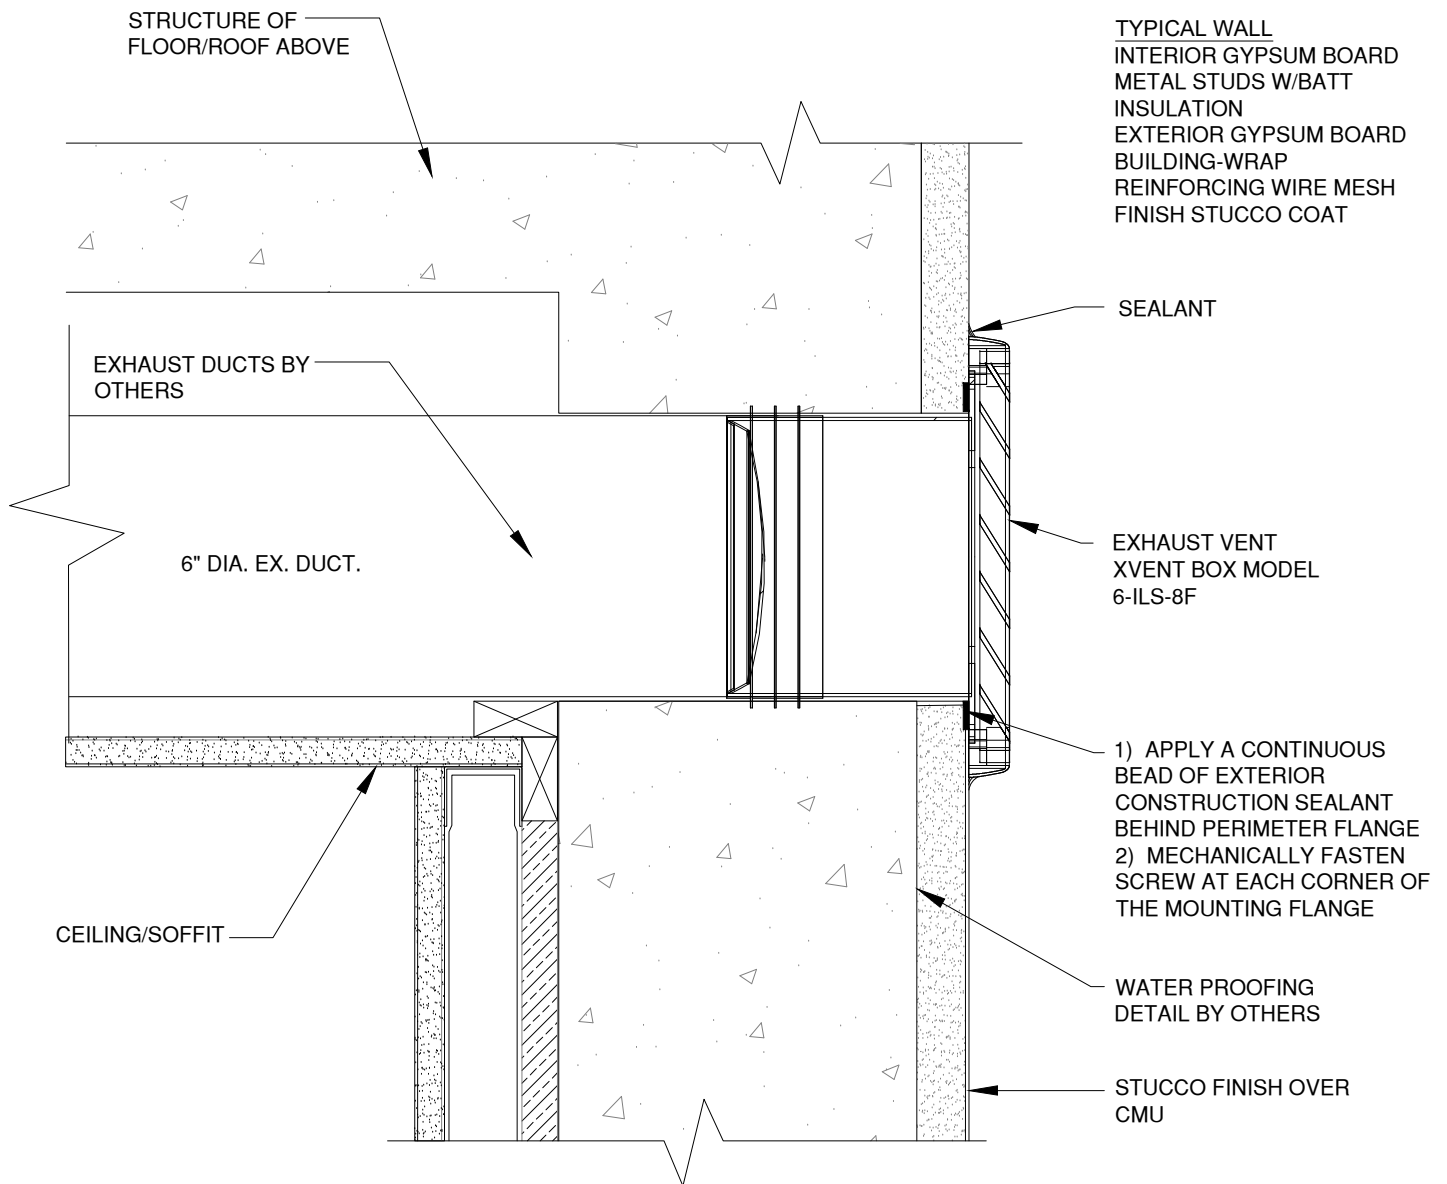 STRUCTURE OF
FLOOR/ROOF ABOVE
TYPICAL WALL
INTERIOR GYPSUM BOARD
METAL STUDS W/BATT
INSULATION
EXTERIOR GYPSUM BOARD
BUILDING-WRAP
REINFORCING WIRE MESH
FINISH STUCCO COAT
SEALANT
EXHAUST DUCTS BY
OTHERS
6" DIA. EX. DUCT.
EXHAUST VENT
XVENT BOX MODEL
6-ILS-8F
1) APPLY A CONTINUOUS
BEAD OF EXTERIOR
CONSTRUCTION SEALANT
BEHIND PERIMETER FLANGE
2) MECHANICALLY FASTEN
SCREW AT EACH CORNER OF
THE MOUNTING FLANGE
CEILING/SOFFIT
WATER PROOFING
DETAIL BY OTHERS
STUCCO FINISH OVER
CMU